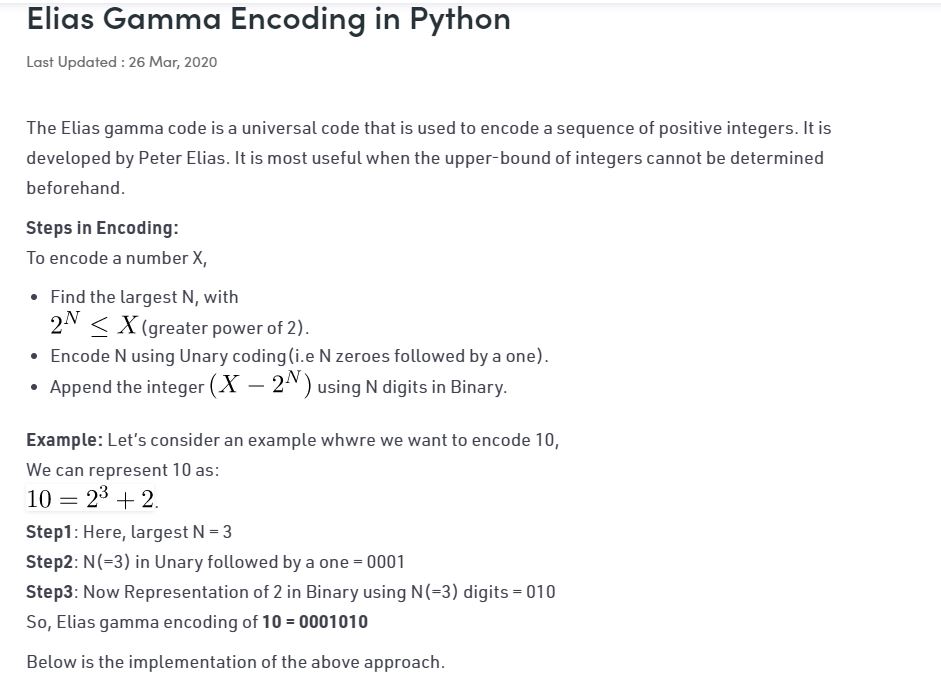 Elias Gamma Encoding in Python
Last Updated : 26 Mar, 2020
The Elias gamma code is a universal code that is used to encode a sequence of positive integers. It is
developed by Peter Elias. It is most useful when the upper-bound of integers cannot be determined
beforehand.
Steps in Encoding:
To encode a number X,
• Find the largest N, with
2^N ≤ X (greater power of 2).
• Encode N using Unary coding(i.e N zeroes followed by a one).
• Append the integer (X − 2^N) using N digits in Binary.
Example: Let's consider an example whwre we want to encode 10,
We can represent 10 as:
10 = 2^3 + 2.
Step1: Here, largest N = 3
Step2: N(=3) in Unary followed by a one = 0001
Step3: Now Representation of 2 in Binary using N(=3) digits = 010
So, Elias gamma encoding of 10 = 0001010
Below is the implementation of the above approach.